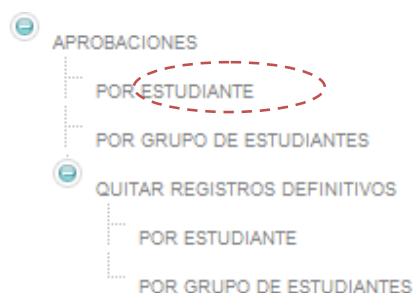 APROBACIONES
POR ESTUDIANTE
POR GRUPO DE ESTUDIANTES
QUITAR REGISTROS DEFINITIVOS
POR ESTUDIANTE
POR GRUPO DE ESTUDIANTES